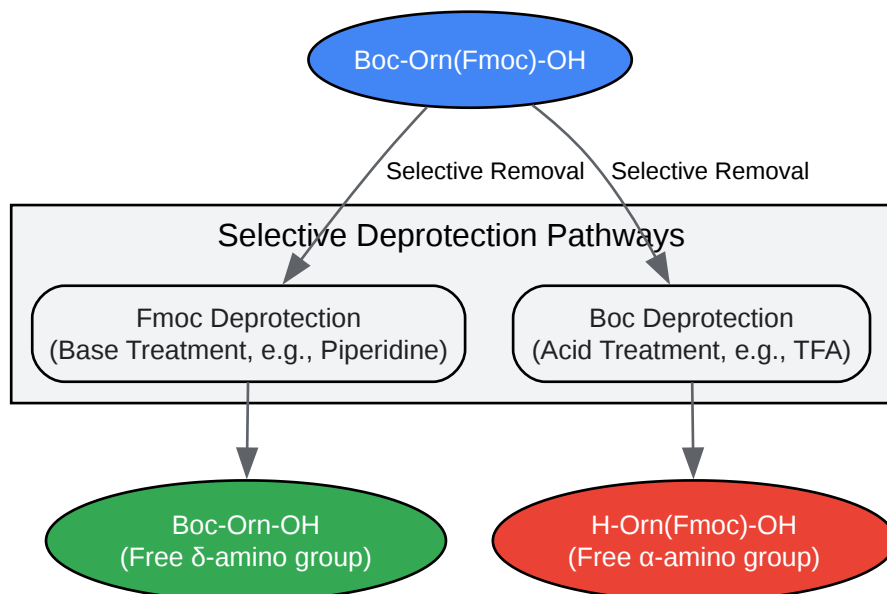 Boc-Orn(Fmoc)-OH
Selective Removal
Selective Removal
Selective Deprotection Pathways
Fmoc Deprotection
(Base Treatment, e.g., Piperidine)
Boc Deprotection
(Acid Treatment, e.g., TFA)
Boc-Orn-OH
(Free δ-amino group)
H-Orn(Fmoc)-OH
(Free α-amino group)